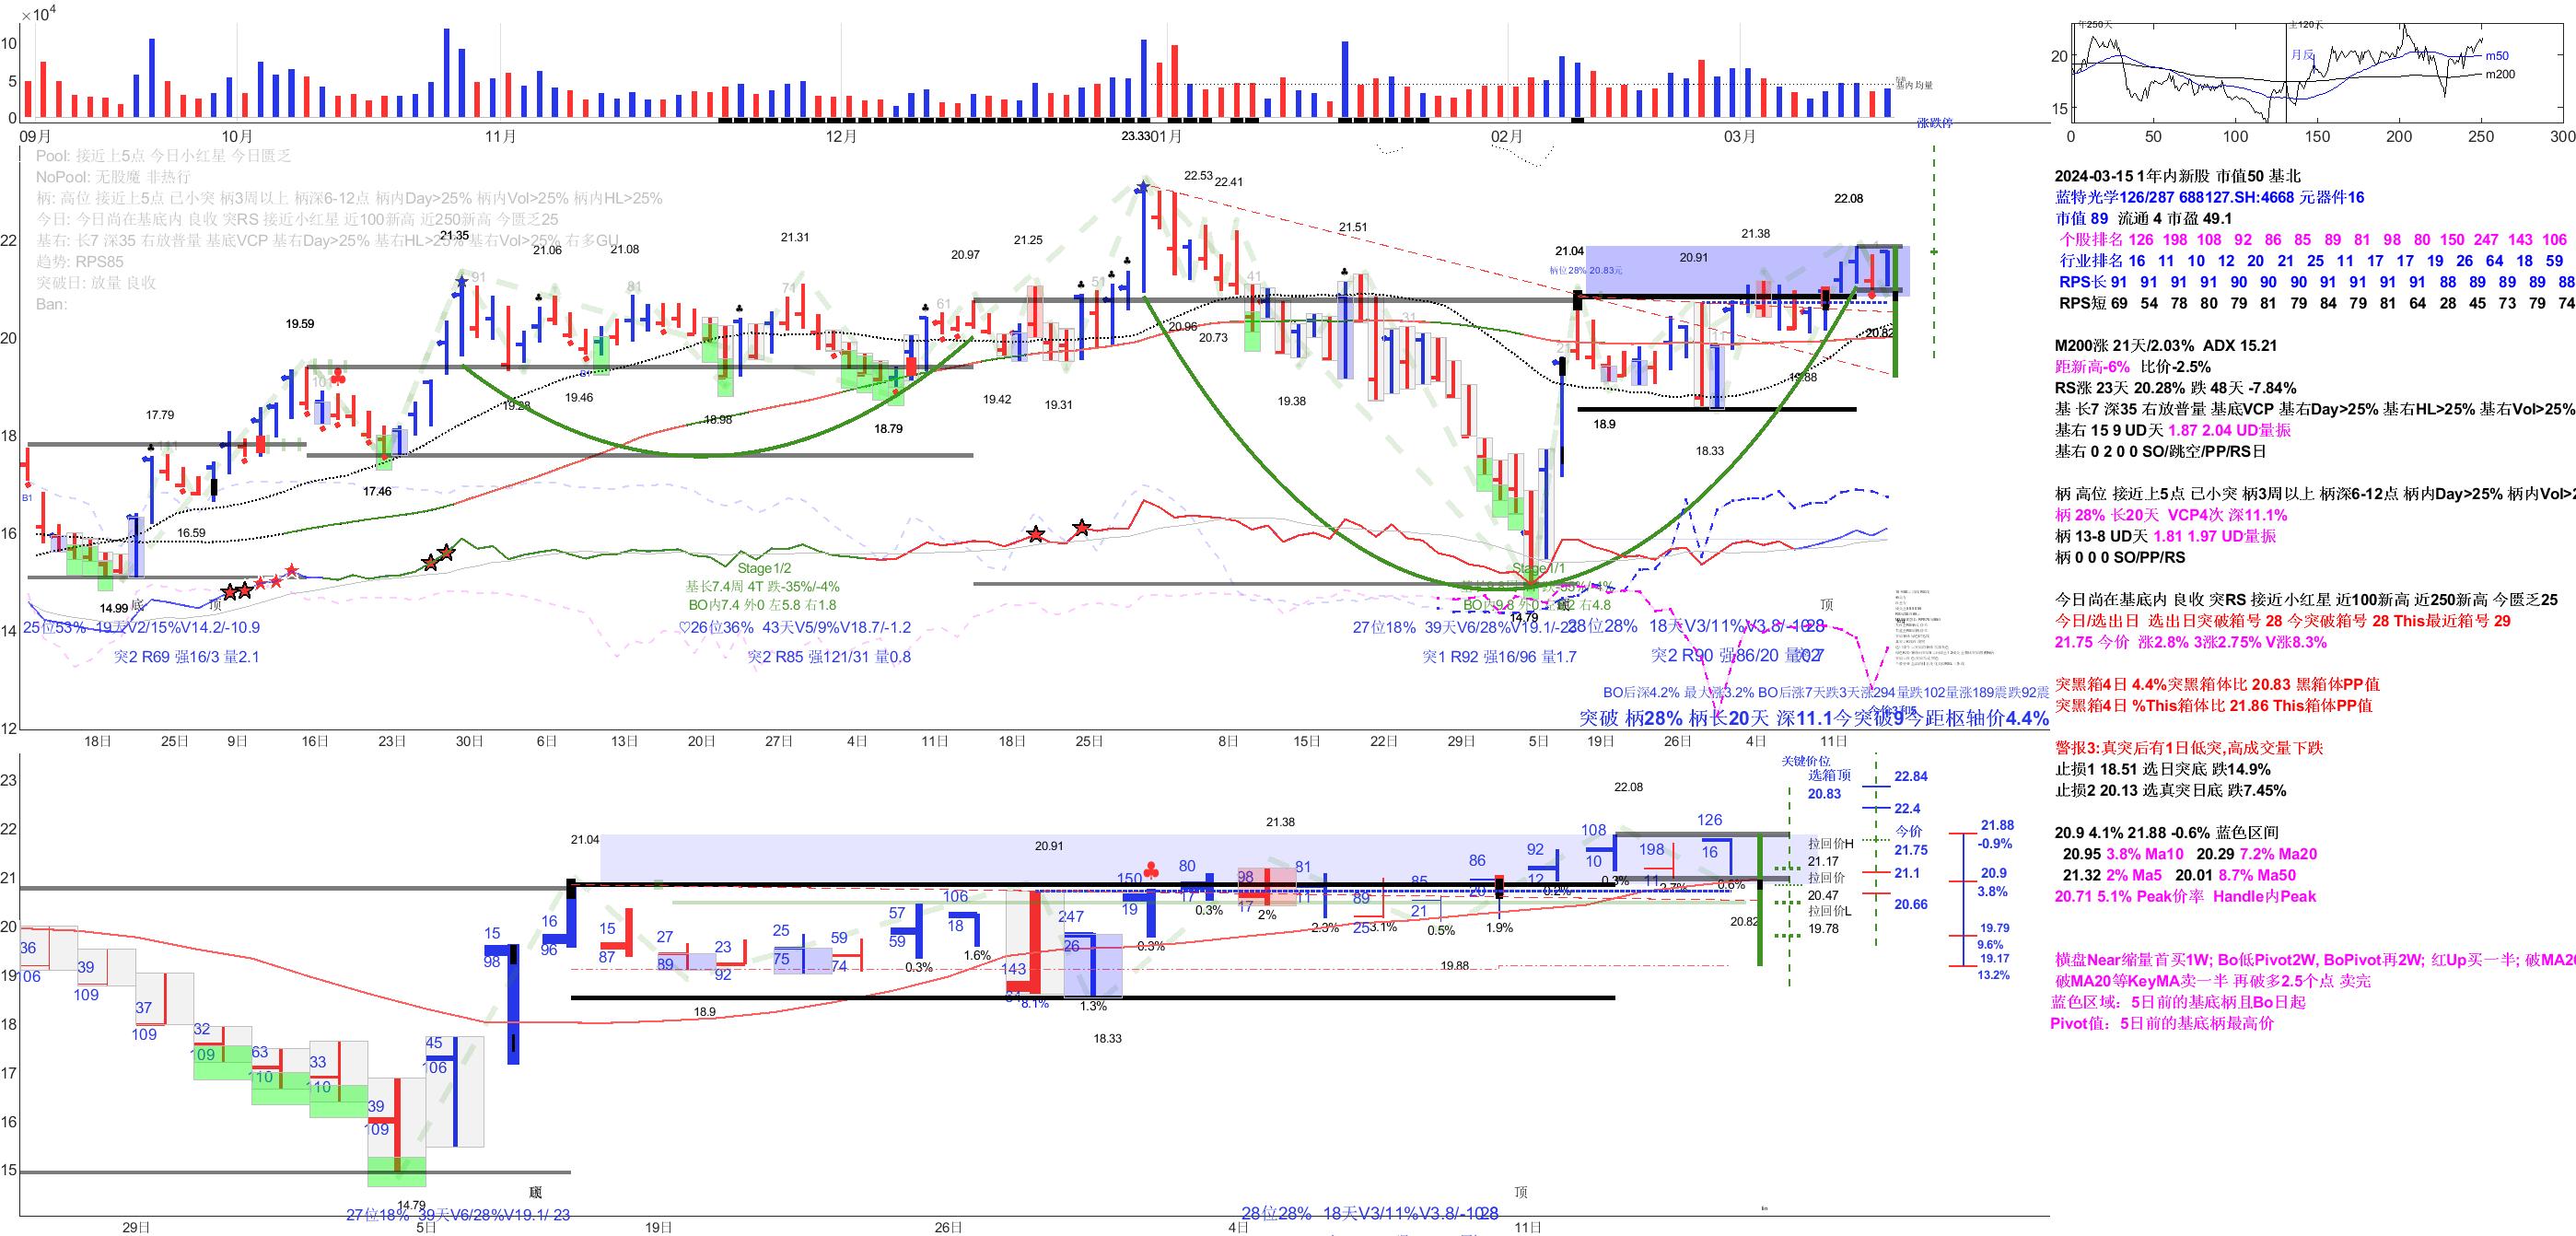 ×10⁴
10
5
0
09月 10月 11月 12月 23.33 01月 02月 03月
基内均量
涨跌停
年250天 上120天
月反
20
15
m50
m200
0 50 100 150 200 250 300
Pool: 接近上5点 今日小红星 今日匮乏
NoPool: 无股魔 非热行
柄: 高位 接近上5点 己小突 柄3周以上 柄深6-12点 柄内Day>25% 柄内Vol>25% 柄内HL>25%
今日: 今日尚在基底内 良收 突RS 接近小红星 近100新高 近250新高 今匮乏25
基右: 长7 深35 右放普量 基底VCP 基右Day>25% 基右HL>25% 基右Vol>25% 右多GU
趋势: RPS85
突破日: 放量 良收
Ban:
22
20
18
16
14
12
17.79 19.59 21.35 21.06 21.08 21.31 20.97 21.25 22.53 22.41 21.51 21.04 20.91 21.38 22.08
柄位28% 20.83元
91 81 71 61 51 41 31
B1
16.59 14.99 17.46 19.28 19.46 18.98 18.79 19.42 19.31 20.96 20.73 19.38 14.79 18.9 18.33 19.88 20.82
底 顶
Stage1/2
基长7.4周 4T 跌-35%/-4%
BO内7.4 外0 左5.8 右1.8
Stage1/1
25位53% 19天V2/15%V14.2/-10.9
突2 R69 强16/3 量2.1
♡26位36% 43天V5/9%V18.7/-1.2
突2 R85 强121/31 量0.8
27位18% 39天V6/28%V19.1/-23
突1 R92 强16/96 量1.7
28位28% 18天V3/11%V3.8/-10.8
突2 R90 强86/20
顶
BO后深4.2% 最大涨3.2% BO后涨7天跌3天涨294量跌102量涨189震跌92震
突破 柄28% 柄长20天 深11.1今突破9今距枢轴价4.4%
18日 25日 9日 16日 23日 30日 6日 13日 20日 27日 4日 11日 18日 25日 8日 15日 22日 29日 5日 19日 26日 4日 11日
2024-03-15 1年内新股 市值50 基北
蓝特光学126/287 688127.SH:4668 元器件16
市值 89 流通 4 市盈 49.1
个股排名 126 198 108 92 86 85 89 81 98 80 150 247 143 106
行业排名 16 11 10 12 20 21 25 11 17 17 19 26 64 18 59
RPS长 91 91 91 90 90 90 91 91 91 91 88 89 89 89 88
RPS短 69 54 78 80 79 81 79 84 79 81 64 28 45 73 79 74
M200涨 21天/2.03% ADX 15.21
距新高-6% 比价-2.5%
RS涨 23天 20.28% 跌 48天 -7.84%
基 长7 深35 右放普量 基底VCP 基右Day>25% 基右HL>25% 基右Vol>25%
基右 15 9 UD天 1.87 2.04 UD量振
基右 0 2 0 0 SO/跳空/PP/RS日
柄 高位 接近上5点 己小突 柄3周以上 柄深6-12点 柄内Day>25% 柄内Vol>2
柄 28% 长20天 VCP4次 深11.1%
柄 13-8 UD天 1.81 1.97 UD量振
柄 0 0 0 SO/PP/RS
今日尚在基底内 良收 突RS 接近小红星 近100新高 近250新高 今匮乏25
今日/选出日 选出日突破箱号 28 今突破箱号 28 This最近箱号 29
21.75 今价 涨2.8% 3涨2.75% V涨8.3%
突黑箱4日 4.4%突黑箱体比 20.83 黑箱体PP值
突黑箱4日 %This箱体比 21.86 This箱体PP值
警报3:真突后有1日低突,高成交量下跌
止损1 18.51 选日突底 跌14.9%
止损2 20.13 选真突日底 跌7.45%
20.9 4.1% 21.88 -0.6% 蓝色区间
20.95 3.8% Ma10 20.29 7.2% Ma20
21.32 2% Ma5 20.01 8.7% Ma50
20.71 5.1% Peak价率 Handle内Peak
横盘Near缩量首买1W; Bo低Pivot2W, BoPivot再2W; 红Up买一半; 破MA20
破MA20等KeyMA卖一半 再破多2.5个点 卖完
蓝色区域: 5日前的基底柄且Bo日起
Pivot值: 5日前的基底柄最高价
23
22
21
20
19
18
17
16
15
36 39 37 32 63 33 39 45 15 16 15 27 23 25 59 57 106 143 247 150 80 98 81 89 85 86 92 108 198 126
106 109 109 109 110 110 109 106 98 96 87 89 92 75 74 59 18 64 26 19 17 17 11 25 21 20 12 10 11 16
21.04 20.91 21.38 22.08
0.3% 1.6% 8.1% 1.3% 0.3% 0.3% 2% 2.3% 3.1% 0.5% 1.9% 0.2% 0.3% 2.7% 0.6%
18.9 18.33 19.88 20.82 14.79
关键价位
选箱顶
20.83
拉回价H
21.17
拉回价
20.47
拉回价L
19.78
22.84
22.4
今价
21.75
21.1
20.66
21.88
-0.9%
20.9
3.8%
19.79
9.6%
19.17
13.2%
顶
27位18% 39天V6/28%V19.1/-23
28位28% 18天V3/11%V3.8/-10.8
29日 5日 19日 26日 4日 11日